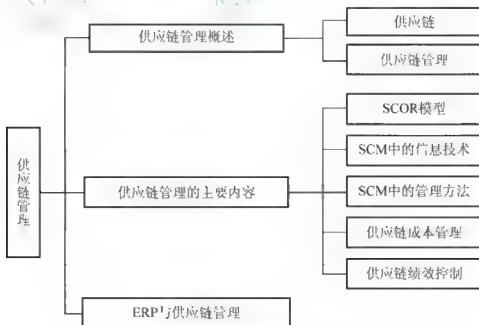 供应链管理
供应链管理概述
供应链
供应链管理
供应链管理的主要内容
SCOR模型
SCM中的信息技术
SCM中的管理方法
供应链成本管理
供应链绩效控制
ERP与供应链管理